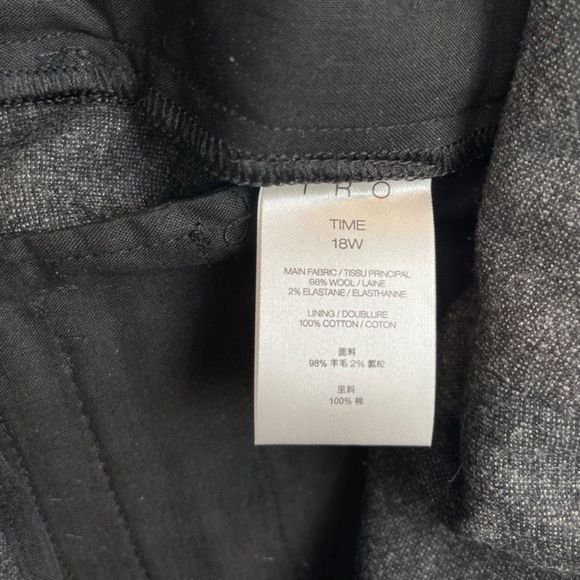 IRO
TIME
18W
MAIN FABRIC / TISSU PRINCIPAL
98% WOOL / LAINE
2% ELASTANE / ELASTHANNE
LINING / DOUBLURE
100% COTTON / COTON
面料
98% 羊毛 2% 氨纶
里料
100% 棉